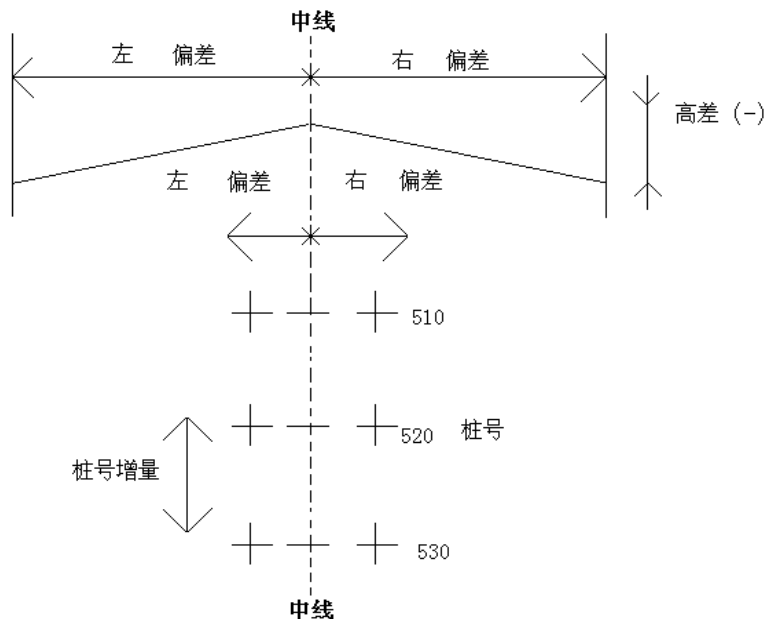 中线
左 偏差 右 偏差
高差 (-)
左 偏差 右 偏差
510
520 桩号
桩号增量
530
中线